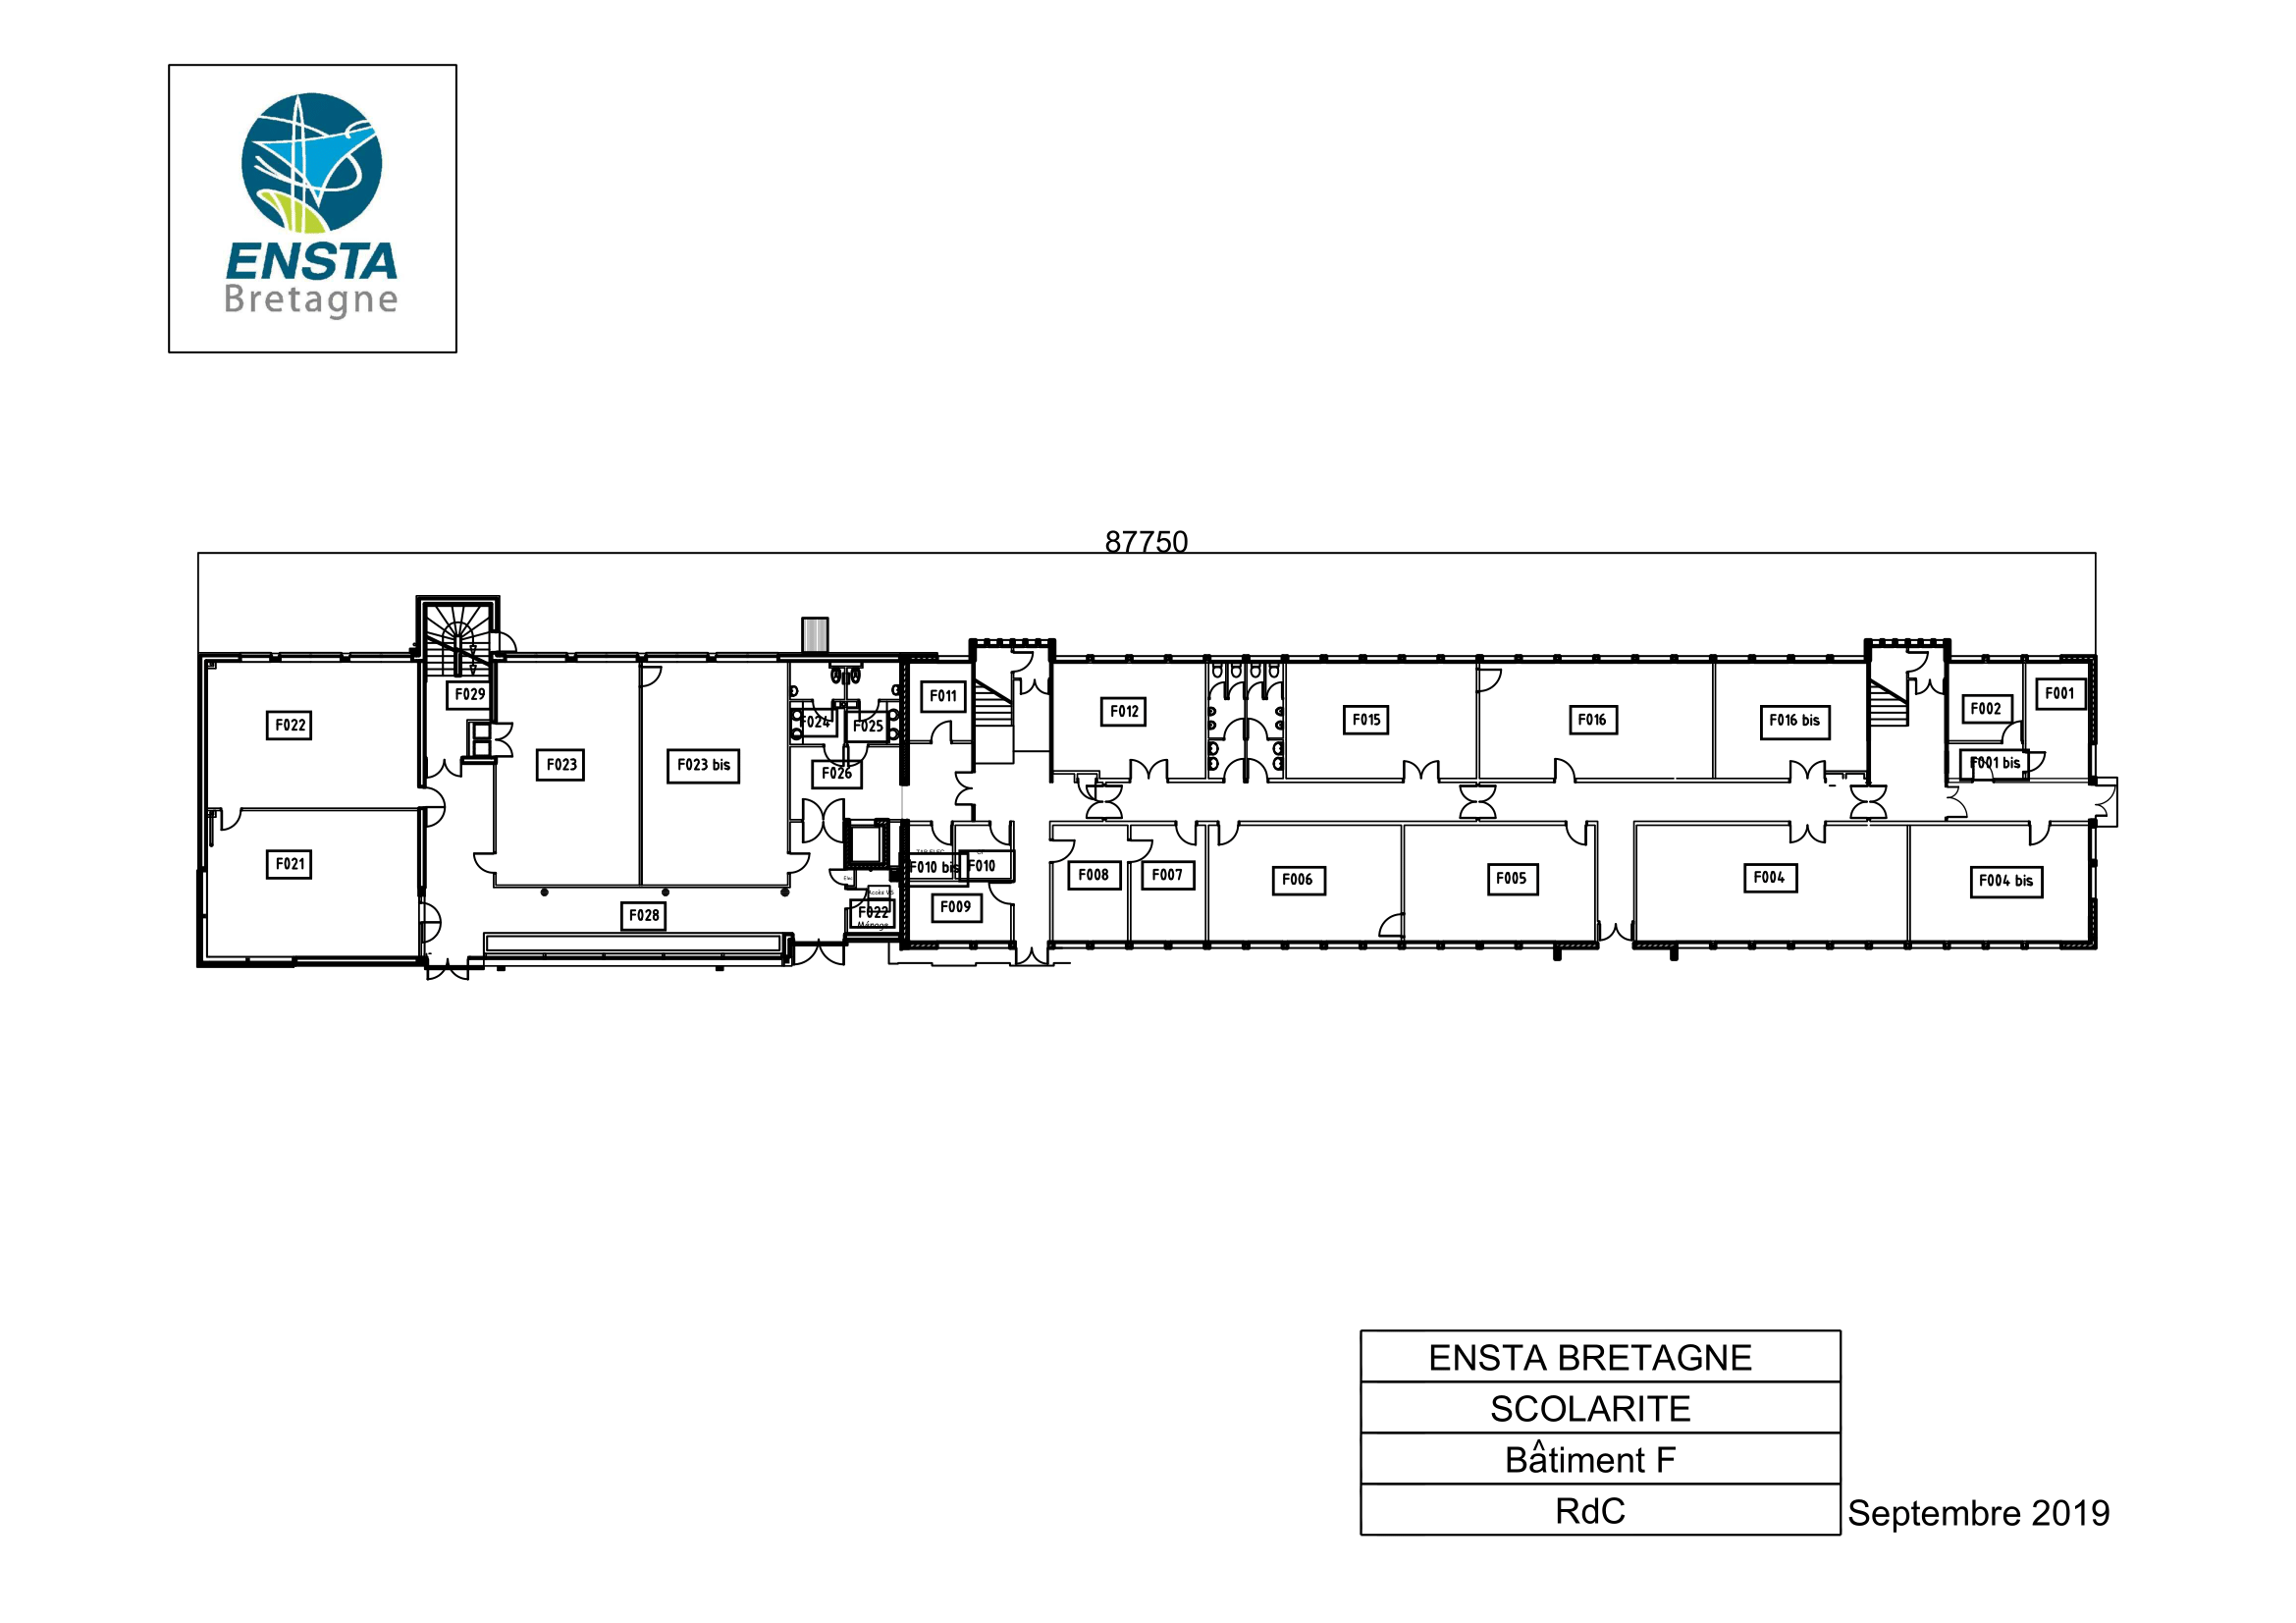 ENSTA
Bretagne
87750
F029
F022
F023
F023 bis
F024
F025
F026
F011
F012
F015
F016
F016 bis
F002
F001
F001 bis
F021
F028
F022
Ménage
F010 bis
F010
F009
F008
F007
F006
F005
F004
F004 bis
ENSTA BRETAGNE
SCOLARITE
Bâtiment F
RdC
Septembre 2019